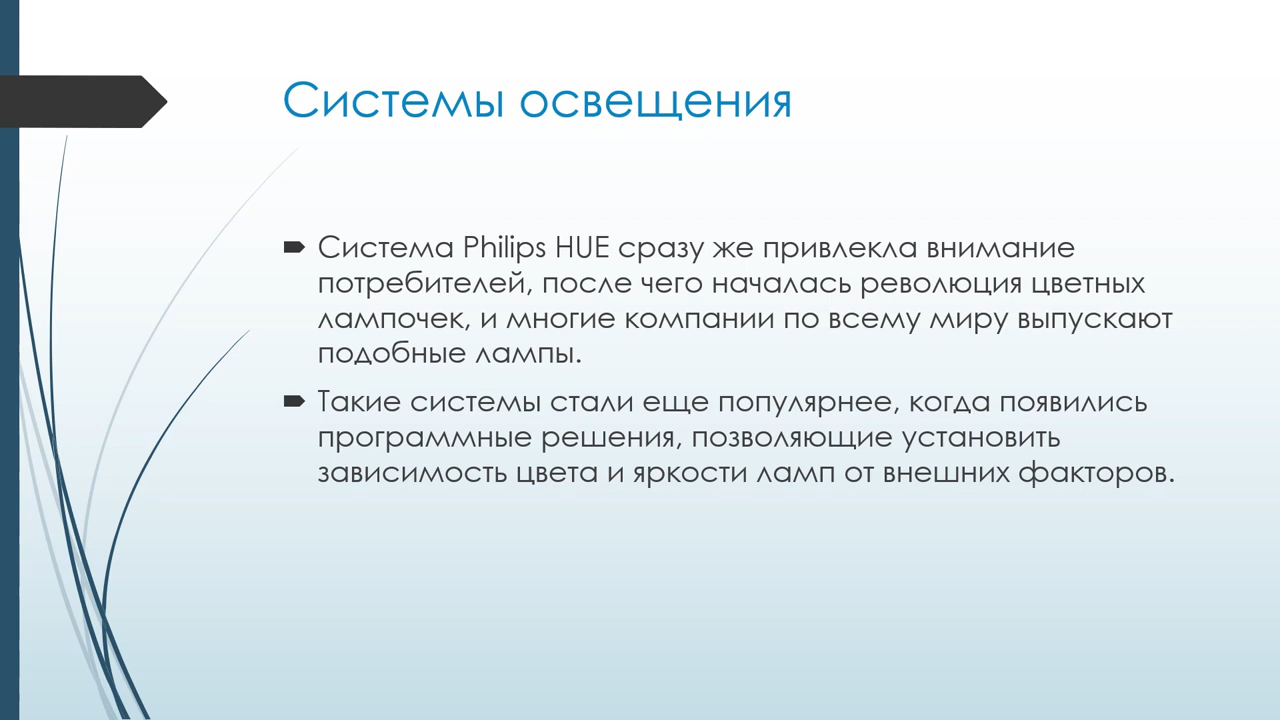 Системы освещения
Система Philips HUE сразу же привлекла внимание
потребителей, после чего началась революция цветных
лампочек, и многие компании по всему миру выпускают
подобные лампы.
Такие системы стали еще популярнее, когда появились
программные решения, позволяющие установить
зависимость цвета и яркости ламп от внешних факторов.